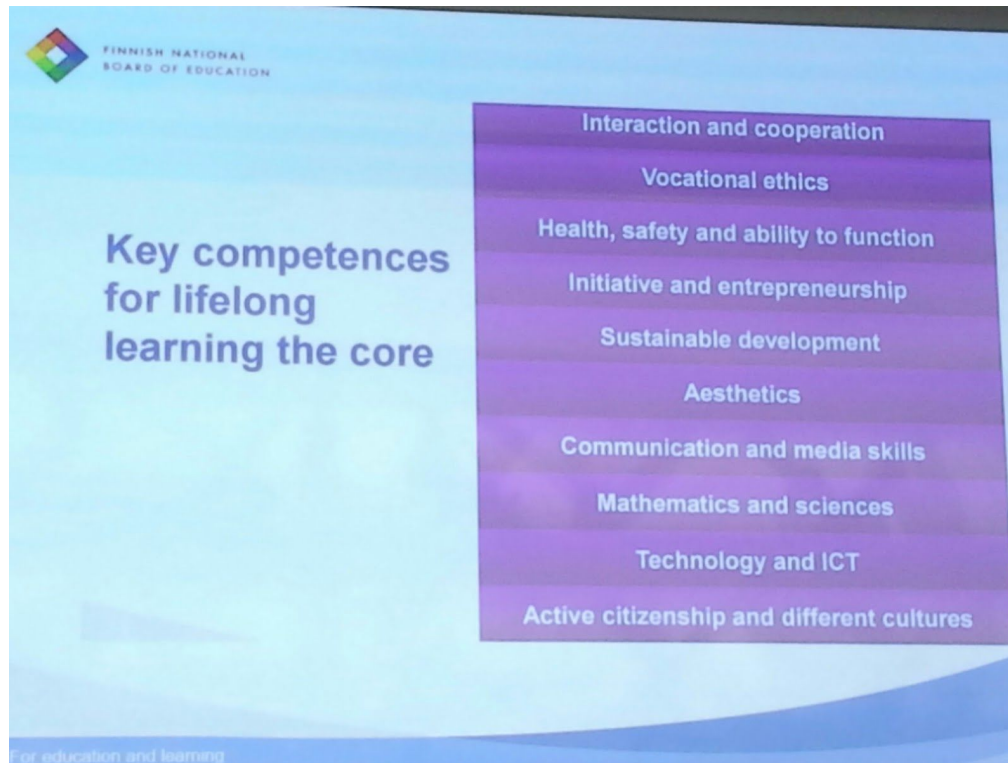 FINNISH NATIONAL
BOARD OF EDUCATION
Key competences
for lifelong
learning the core
Interaction and cooperation
Vocational ethics
Health, safety and ability to function
Initiative and entrepreneurship
Sustainable development
Aesthetics
Communication and media skills
Mathematics and sciences
Technology and ICT
Active citizenship and different cultures
For education and learning